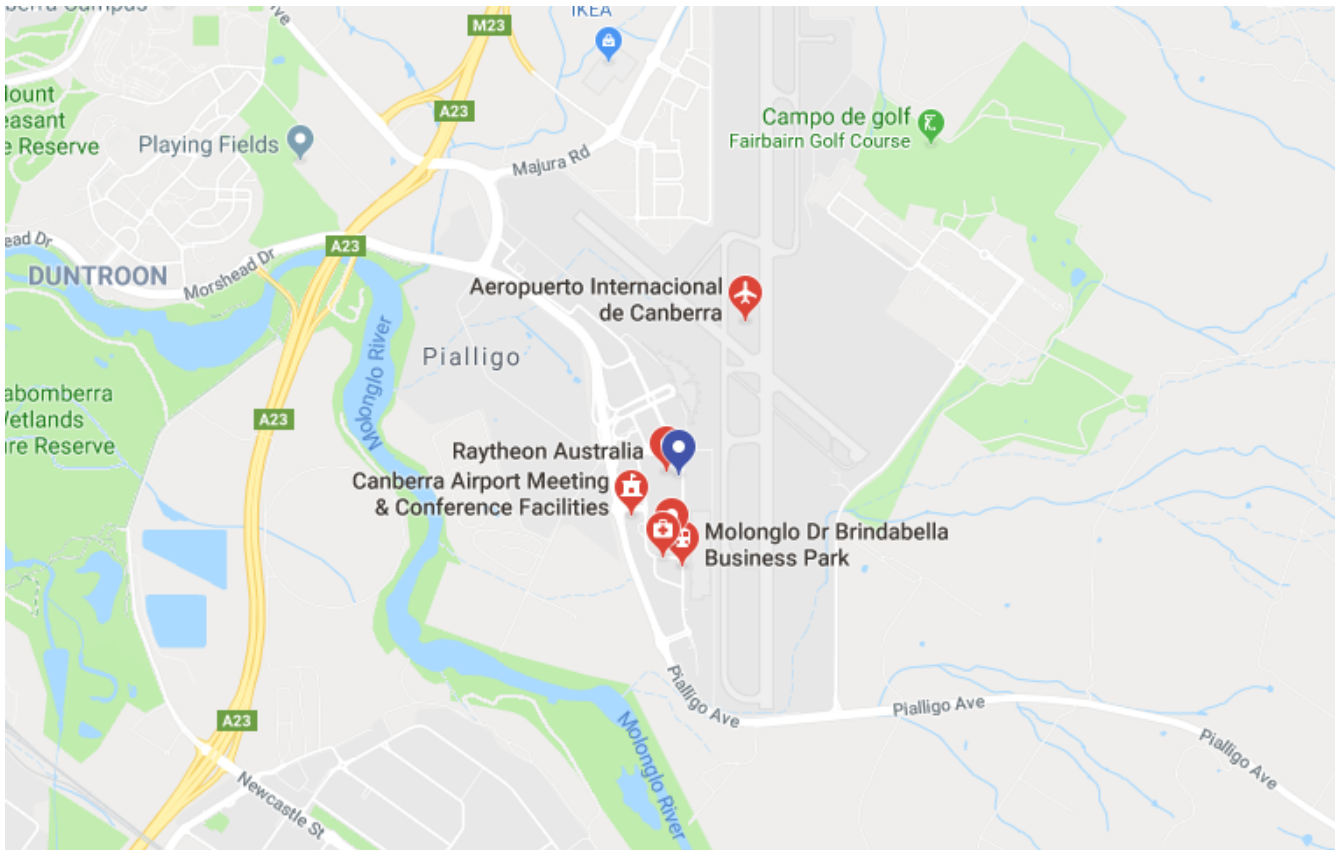 IKEA
M23
A23
Campo de golf
Fairbairn Golf Course
Playing Fields
Majura Rd
Reserve
A23
DUNTROON
Morshead Dr
Aeropuerto Internacional
de Canberra
Molonglo River
Pialligo
A23
Reserve
Raytheon Australia
Canberra Airport Meeting
& Conference Facilities
Molonglo Dr Brindabella
Business Park
Pialligo Ave
Pialligo Ave
Pialligo Ave
A23
Molonglo River
Newcastle St